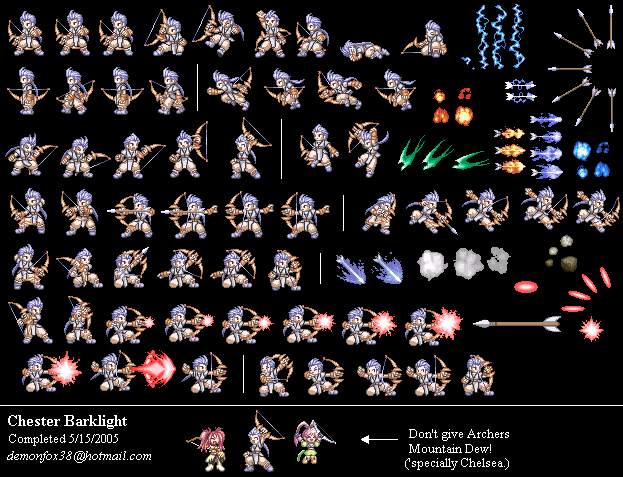 Chester Barklight
Completed 5/15/2005
demonfox38@hotmail.com
Don't give Archers
Mountain Dew!
('specially Chelsea.)